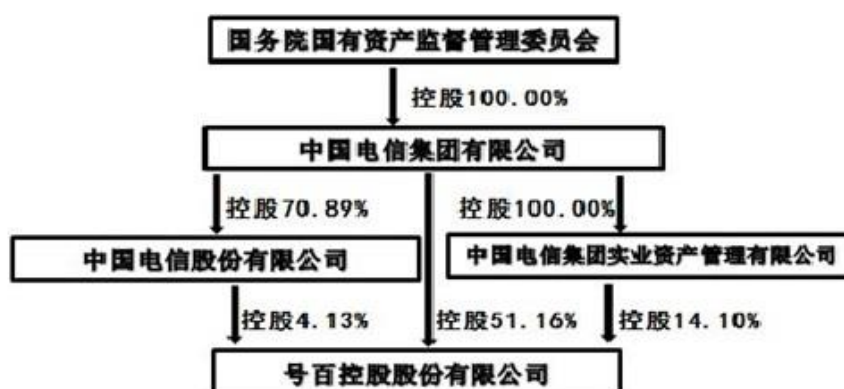 国务院国有资产监督管理委员会
控股100.00%
中国电信集团有限公司
控股70.89%
控股100.00%
中国电信股份有限公司
中国电信集团实业资产管理有限公司
控股4.13%
控股51.16%
控股14.10%
号百控股股份有限公司